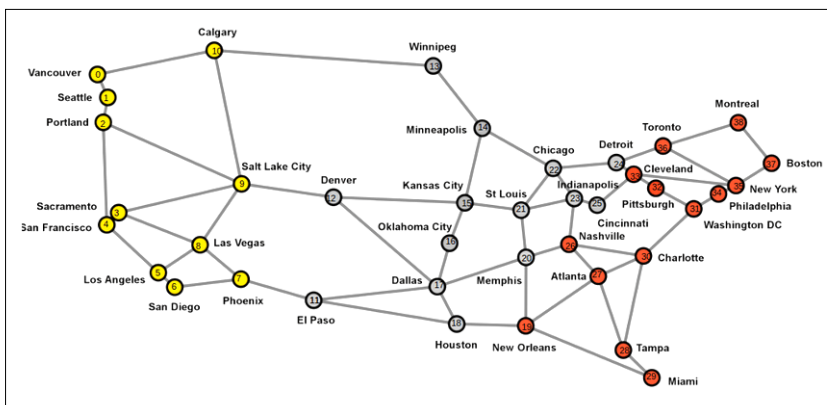 Calgary
10
Winnipeg
13
Vancouver 0
Seattle 1
Portland 2
Montreal
38
Minneapolis 14
Toronto
36
Chicago
22
Detroit
24
Boston
37
Cleveland
33
Salt Lake City
9
Denver
12
Kansas City
15
St Louis
21
Indianapolis
23
25
Cincinnati
32
Pittsburgh
35
New York
34
Philadelphia
31
Washington DC
Sacramento
3
San Francisco 4
8
Las Vegas
Oklahoma City
16
Nashville
26
Memphis
20
Charlotte
30
Los Angeles 5
6
San Diego
7
Phoenix
11
El Paso
Dallas
17
Atlanta
27
18
Houston
19
New Orleans
28
Tampa
29
Miami